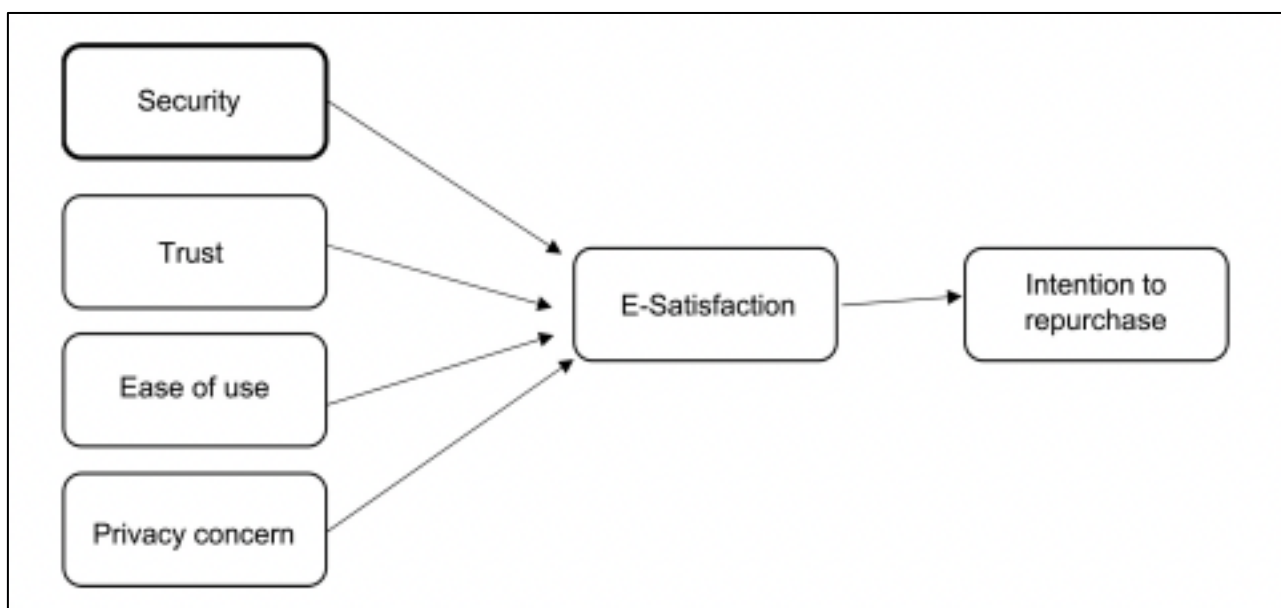 Security
Trust
Ease of use
Privacy concern
E-Satisfaction
Intention to
repurchase